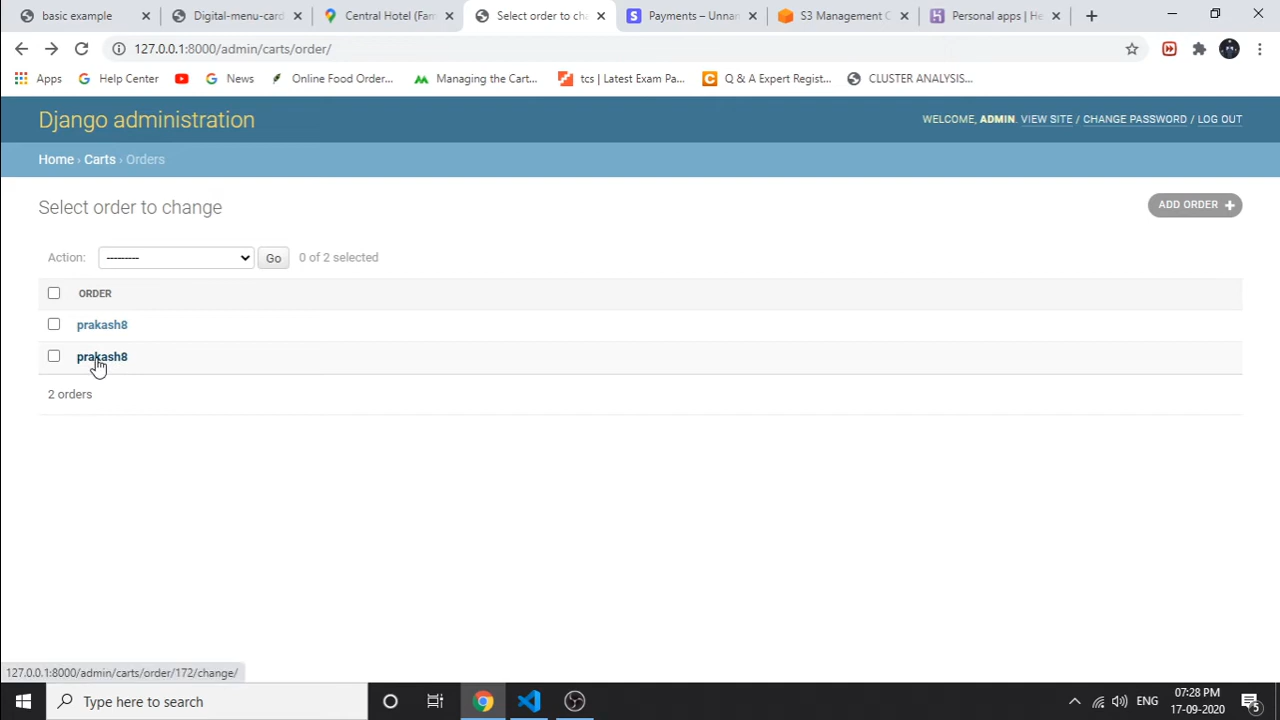 basic example
Digital-menu-card
Central Hotel (Fam
Select order to cha
Payments – Unnan
S3 Management C
Personal apps | He
127.0.0.1:8000/admin/carts/order/
Apps
Help Center
News
Online Food Order...
Managing the Cart...
tcs | Latest Exam Pa...
Q & A Expert Regist...
CLUSTER ANALYSIS...
Django administration
WELCOME, ADMIN. VIEW SITE / CHANGE PASSWORD / LOG OUT
Home › Carts › Orders
Select order to change
ADD ORDER +
Action: --------- Go 0 of 2 selected
ORDER
prakash8
prakash8
2 orders
127.0.0.1:8000/admin/carts/order/172/change/
Type here to search
ENG
07:28 PM
17-09-2020
5